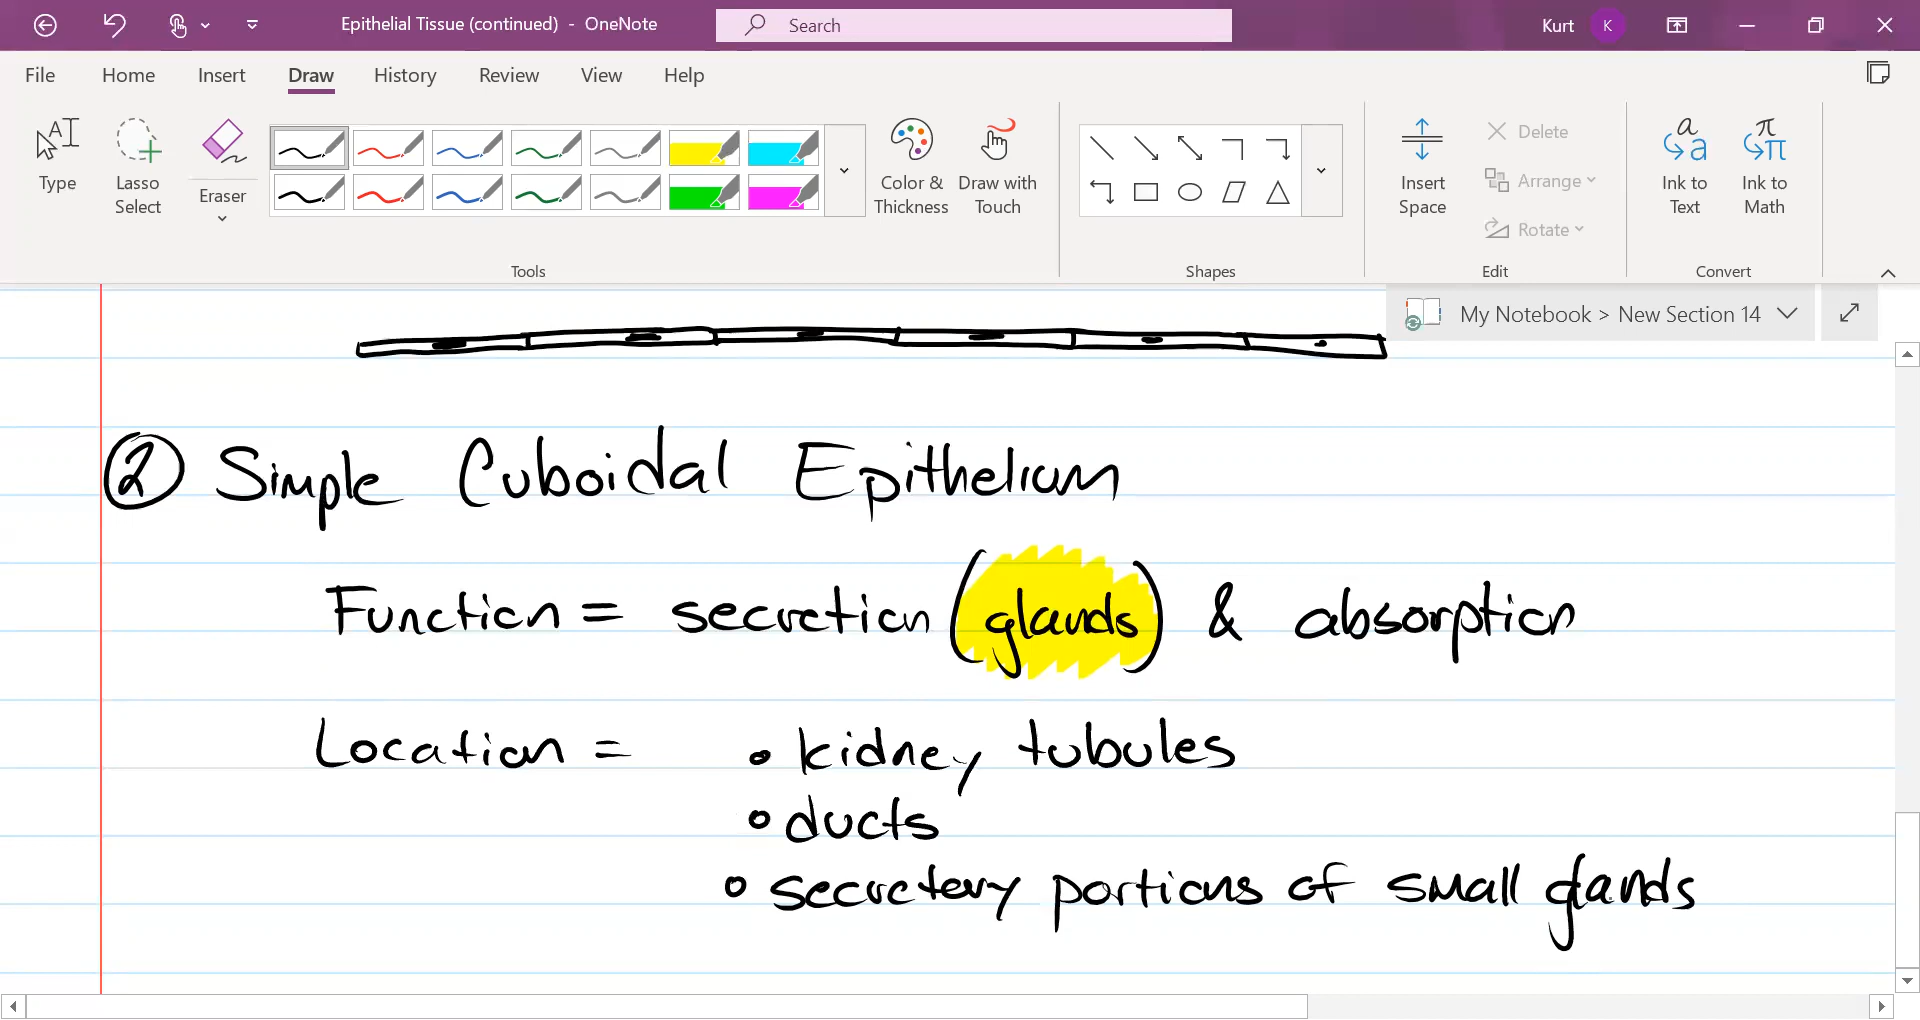 Epithelial Tissue (continued) - OneNote
Search
Kurt
K
File Home Insert Draw History Review View Help
Type
Lasso Select
Eraser
Color & Thickness
Draw with Touch
Insert Space
Delete
Arrange
Rotate
Ink to Text
Ink to Math
Tools
Shapes
Edit
Convert
My Notebook > New Section 14
② Simple Cuboidal Epithelium
Function = secretion (glands) & absorption
Location = • kidney tubules
• ducts
• secretory portions of small glands